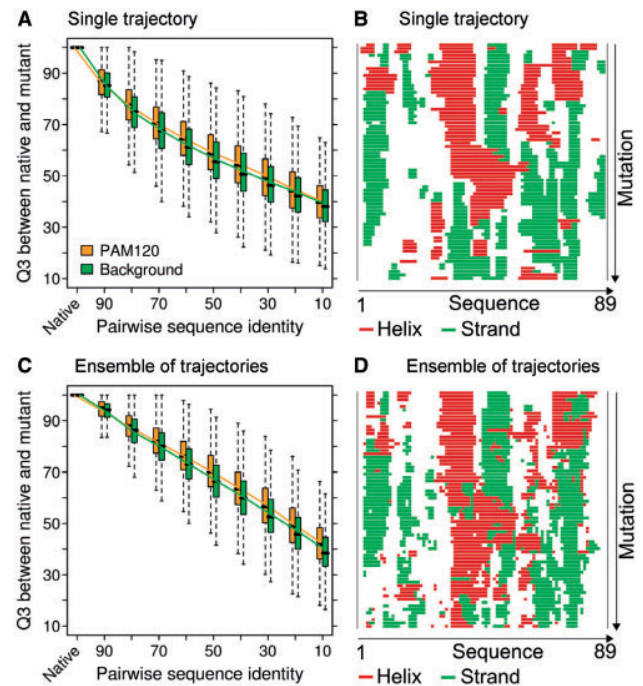 A Single trajectory
Q3 between native and mutant
90
70
50
30
10
PAM120
Background
Native 90 70 50 30 10
Pairwise sequence identity
B Single trajectory
Mutation
1 Sequence 89
Helix Strand
C Ensemble of trajectories
Q3 between native and mutant
90
70
50
30
10
Native 90 70 50 30 10
Pairwise sequence identity
D Ensemble of trajectories
Mutation
1 Sequence 89
Helix Strand